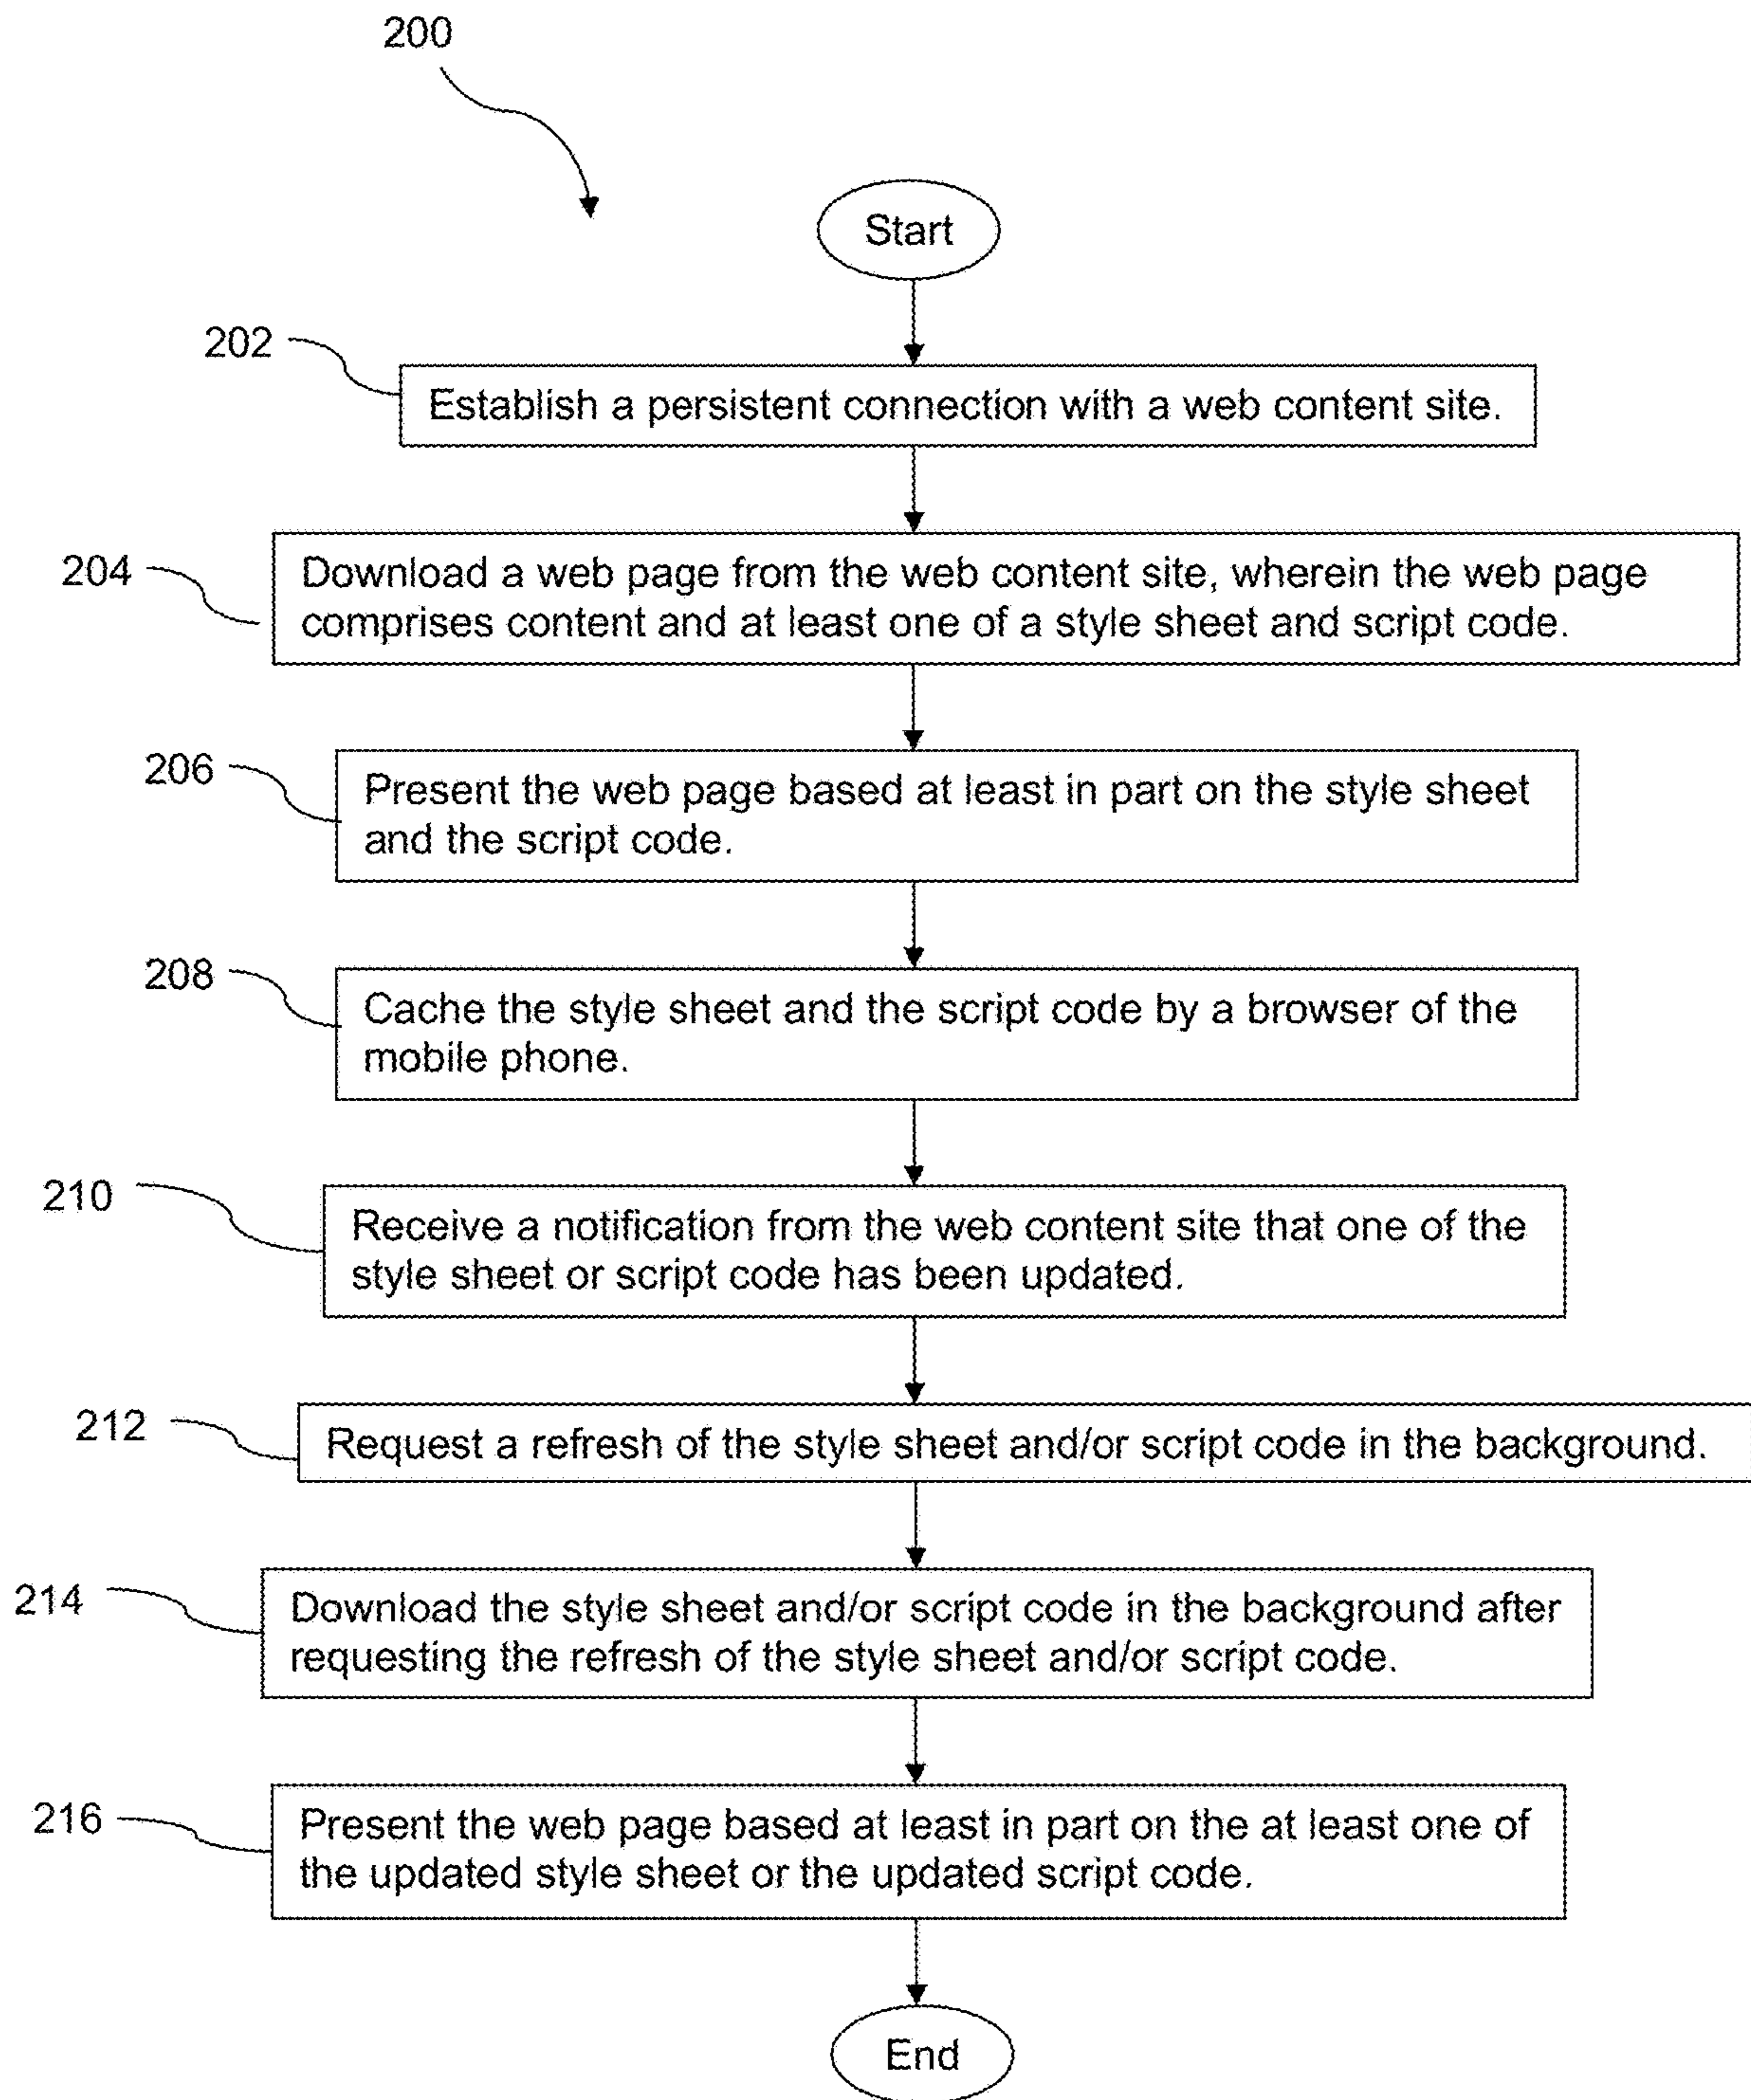 200
Start
202
Establish a persistent connection with a web content site.
204
Download a web page from the web content site, wherein the web page
comprises content and at least one of a style sheet and script code.
206
Present the web page based at least in part on the style sheet
and the script code.
208
Cache the style sheet and the script code by a browser of the
mobile phone.
210
Receive a notification from the web content site that one of the
style sheet or script code has been updated.
212
Request a refresh of the style sheet and/or script code in the background.
214
Download the style sheet and/or script code in the background after
requesting the refresh of the style sheet and/or script code.
216
Present the web page based at least in part on the at least one of
the updated style sheet or the updated script code.
End